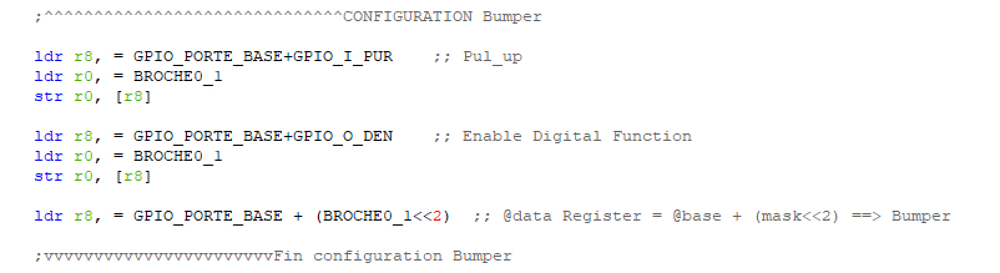 ;^^^^^^^^^^^^^^^^^^^^^^^^^^^^^^CONFIGURATION Bumper
ldr r8, = GPIO_PORTE_BASE+GPIO_I_PUR    ;; Pul_up
ldr r0, = BROCHE0_1
str r0, [r8]
ldr r8, = GPIO_PORTE_BASE+GPIO_O_DEN    ;; Enable Digital Function
ldr r0, = BROCHE0_1
str r0, [r8]
ldr r8, = GPIO_PORTE_BASE + (BROCHE0_1<<2)  ;; @data Register = @base + (mask<<2) ==> Bumper
;vvvvvvvvvvvvvvvvvvvvvvvFin configuration Bumper